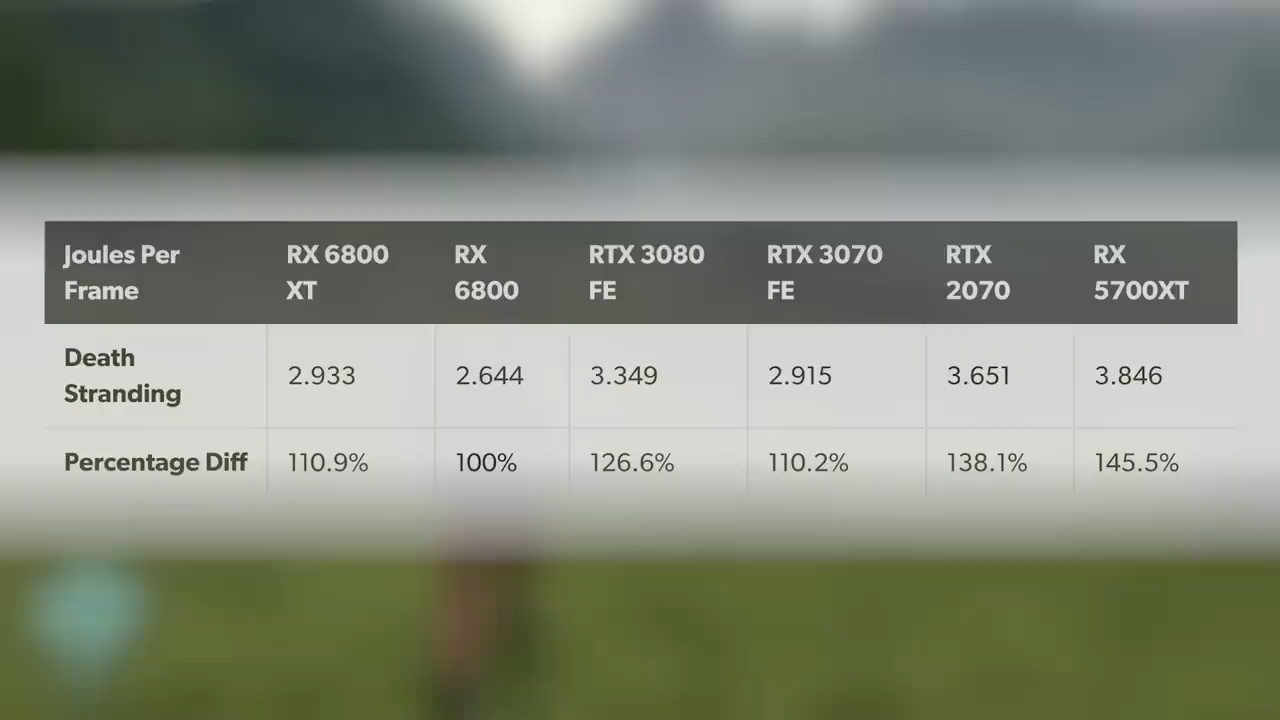 Joules Per Frame RX 6800 XT RX 6800 RTX 3080 FE RTX 3070 FE RTX 2070 RX 5700XT
Death Stranding 2.933 2.644 3.349 2.915 3.651 3.846
Percentage Diff 110.9% 100% 126.6% 110.2% 138.1% 145.5%